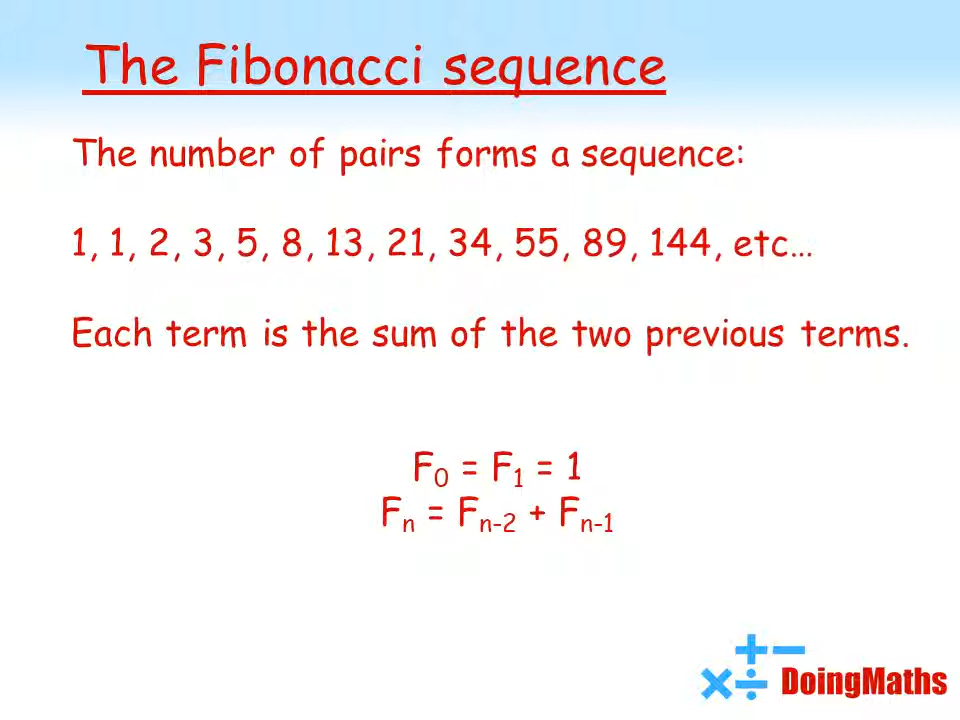 The Fibonacci sequence
The number of pairs forms a sequence:
1, 1, 2, 3, 5, 8, 13, 21, 34, 55, 89, 144, etc…
Each term is the sum of the two previous terms.
F₀ = F₁ = 1
Fₙ = Fₙ₋₂ + Fₙ₋₁
DoingMaths